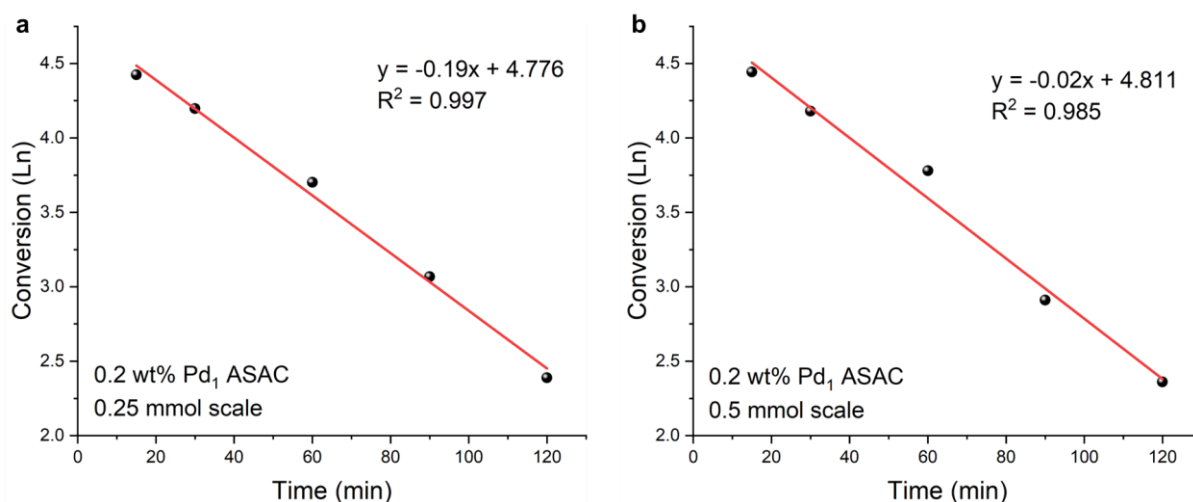 a
y = -0.19x + 4.776
R² = 0.997
4.5
4.0
3.5
3.0
2.5
2.0
Conversion (Ln)
0.2 wt% Pd₁ ASAC
0.25 mmol scale
0 20 40 60 80 100 120
Time (min)
b
y = -0.02x + 4.811
R² = 0.985
4.5
4.0
3.5
3.0
2.5
2.0
Conversion (Ln)
0.2 wt% Pd₁ ASAC
0.5 mmol scale
0 20 40 60 80 100 120
Time (min)